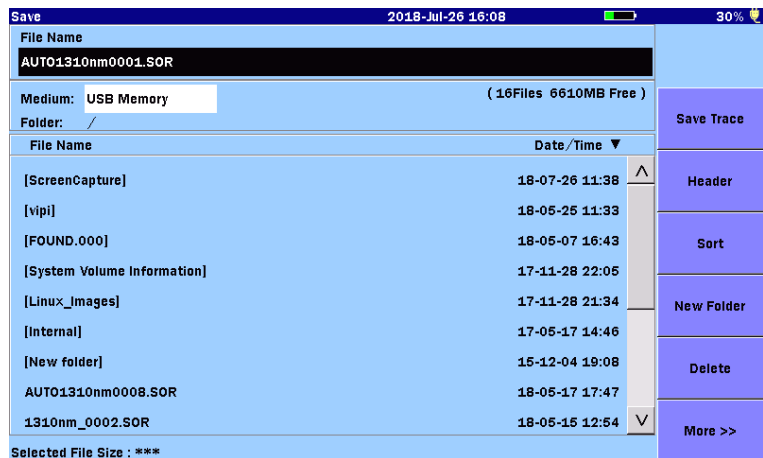 Save 2018-Jul-26 16:08 30%
File Name
AUTO1310nm0001.SOR
Medium: USB Memory ( 16Files 6610MB Free )
Folder: /
File Name Date/Time ▼
[ScreenCapture] 18-07-26 11:38
[vipi] 18-05-25 11:33
[FOUND.000] 18-05-07 16:43
[System Volume Information] 17-11-28 22:05
[Linux_Images] 17-11-28 21:34
[Internal] 17-05-17 14:46
[New folder] 15-12-04 19:08
AUTO1310nm0008.SOR 18-05-17 17:47
1310nm_0002.SOR 18-05-15 12:54
Selected File Size : ***
Save Trace
Header
Sort
New Folder
Delete
More >>